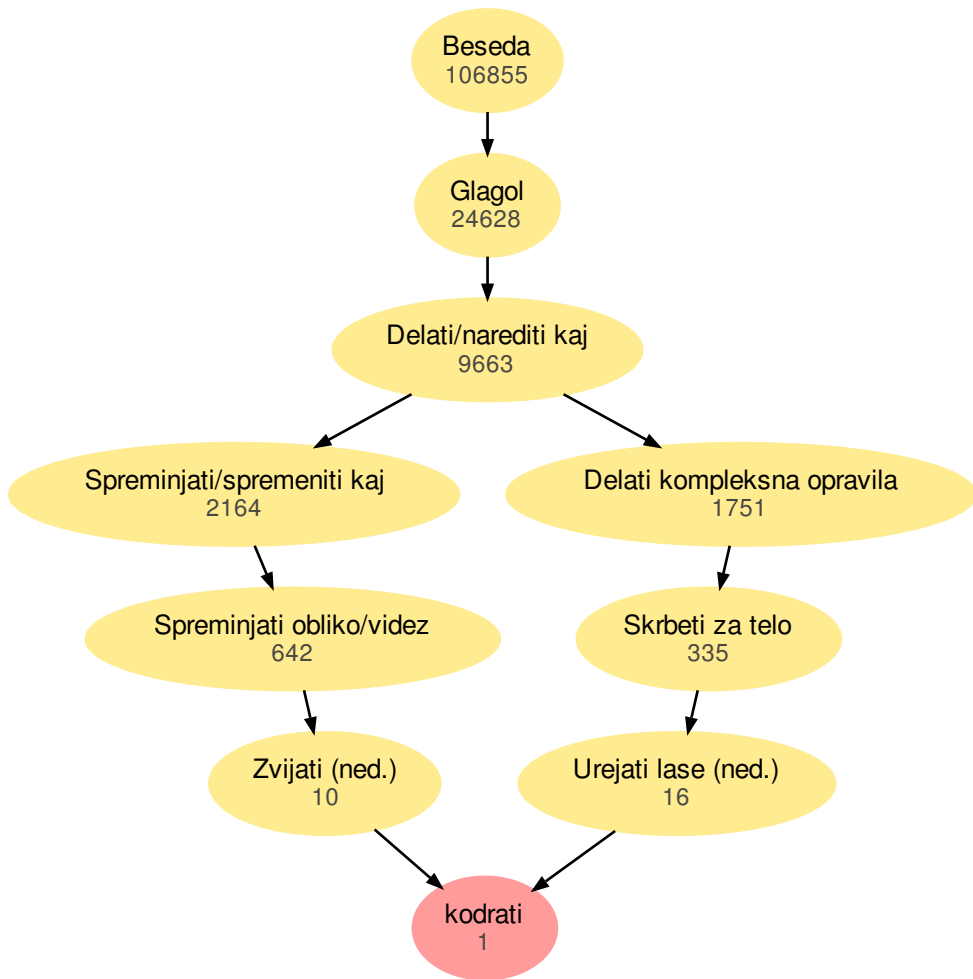 Beseda
106855
Glagol
24628
Delati/narediti kaj
9663
Spreminjati/spremeniti kaj
2164
Delati kompleksna opravila
1751
Spreminjati obliko/videz
642
Skrbeti za telo
335
Zvijati (ned.)
10
Urejati lase (ned.)
16
kodrati
1